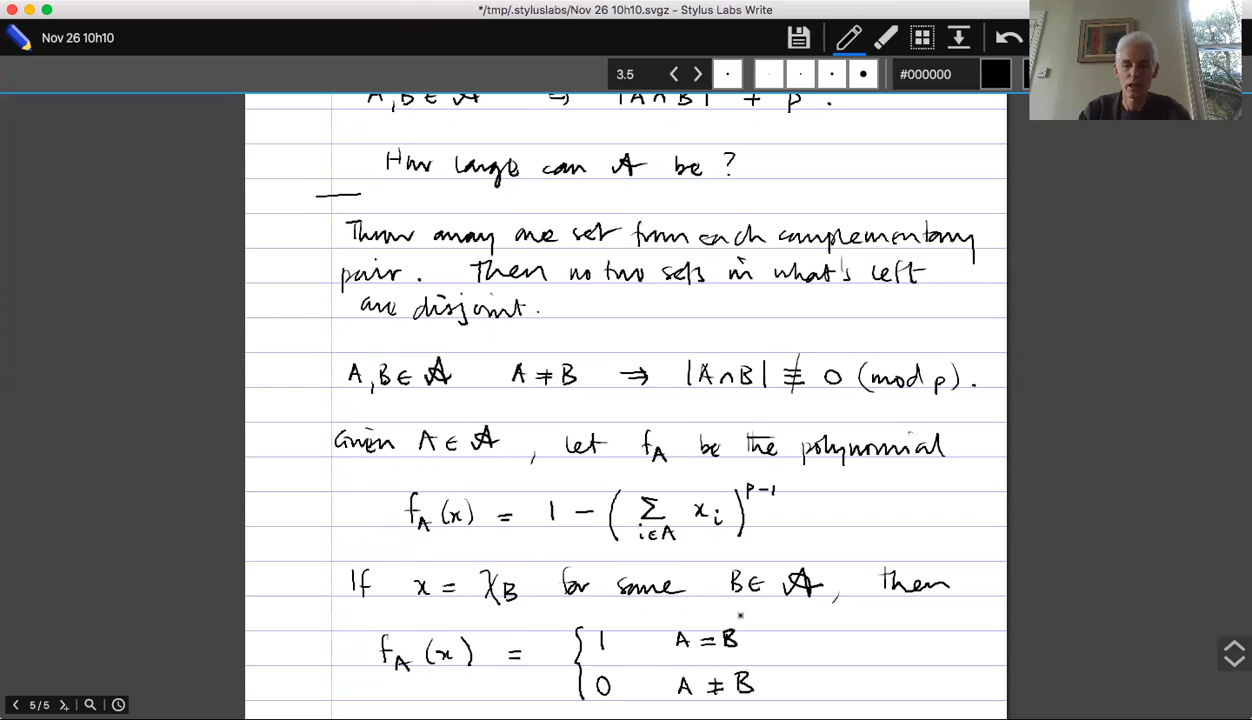 */tmp/.styluslabs/Nov 26 10h10.svgz - Stylus Labs Write
Nov 26 10h10
3.5
#000000
A, B ∈ 𝒜 ⇒ |A ∩ B| ≠ p .
How large can 𝒜 be ?
Throw away one set from each complementary
pair. Then no two sets in what's left
are disjoint.
A, B ∈ 𝒜 A ≠ B ⇒ |A ∩ B| ≢ 0 (mod p).
Given A ∈ 𝒜 , let f_A be the polynomial
f_A (x) = 1 - ( Σ_{i∈A} x_i )^{p-1}
If x = χ_B for some B ∈ 𝒜, then
f_A (x) = { 1 A = B
0 A ≠ B
5/5